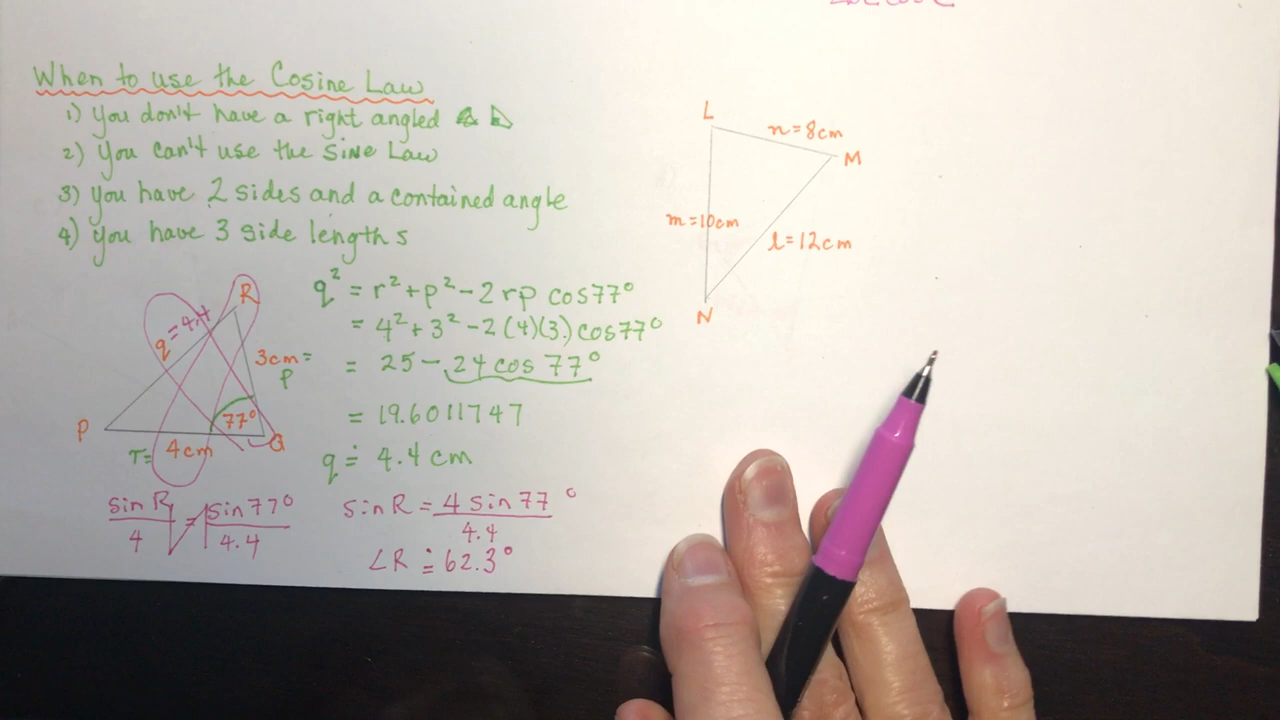 When to use the Cosine Law
1) You don't have a right angled
2) You can't use the Sine Law
3) You have 2 sides and a contained angle
4) You have 3 side lengths
R
q = 4.4
3cm =
p
77°
P
Q
r= 4cm
q² = r² + p² - 2rp cos77°
= 4² + 3² - 2(4)(3) cos77°
= 25 - 24 cos 77°
= 19.6011747
q ≐ 4.4 cm
sin R / 4 = sin 77° / 4.4
sin R = 4 sin 77° / 4.4
∠R ≐ 62.3°
L
n=8cm
M
m=10cm
l=12cm
N